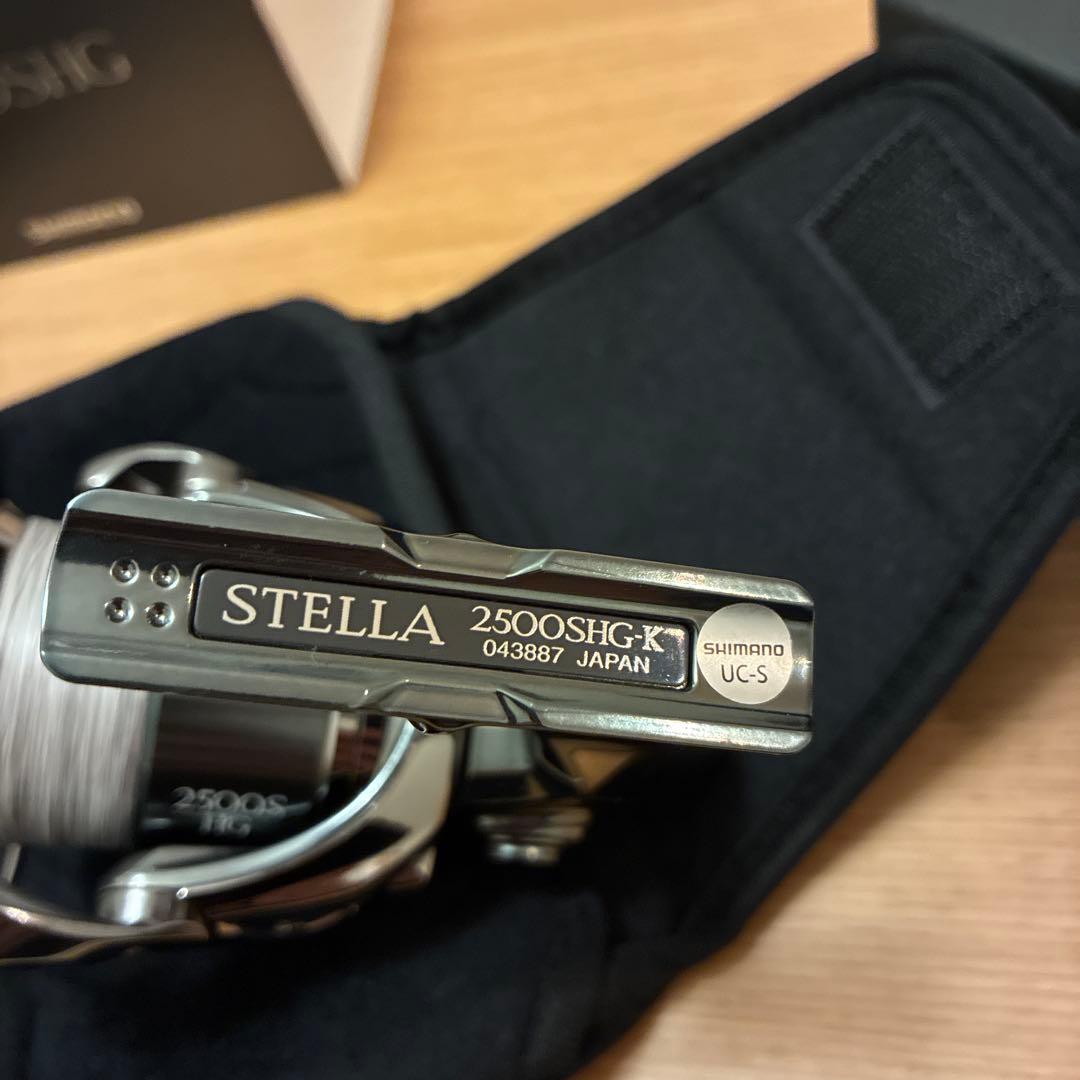 SHG
SHIMANO
STELLA 2500SHG-K
043887 JAPAN
SHIMANO
UC-S
2500S
HG